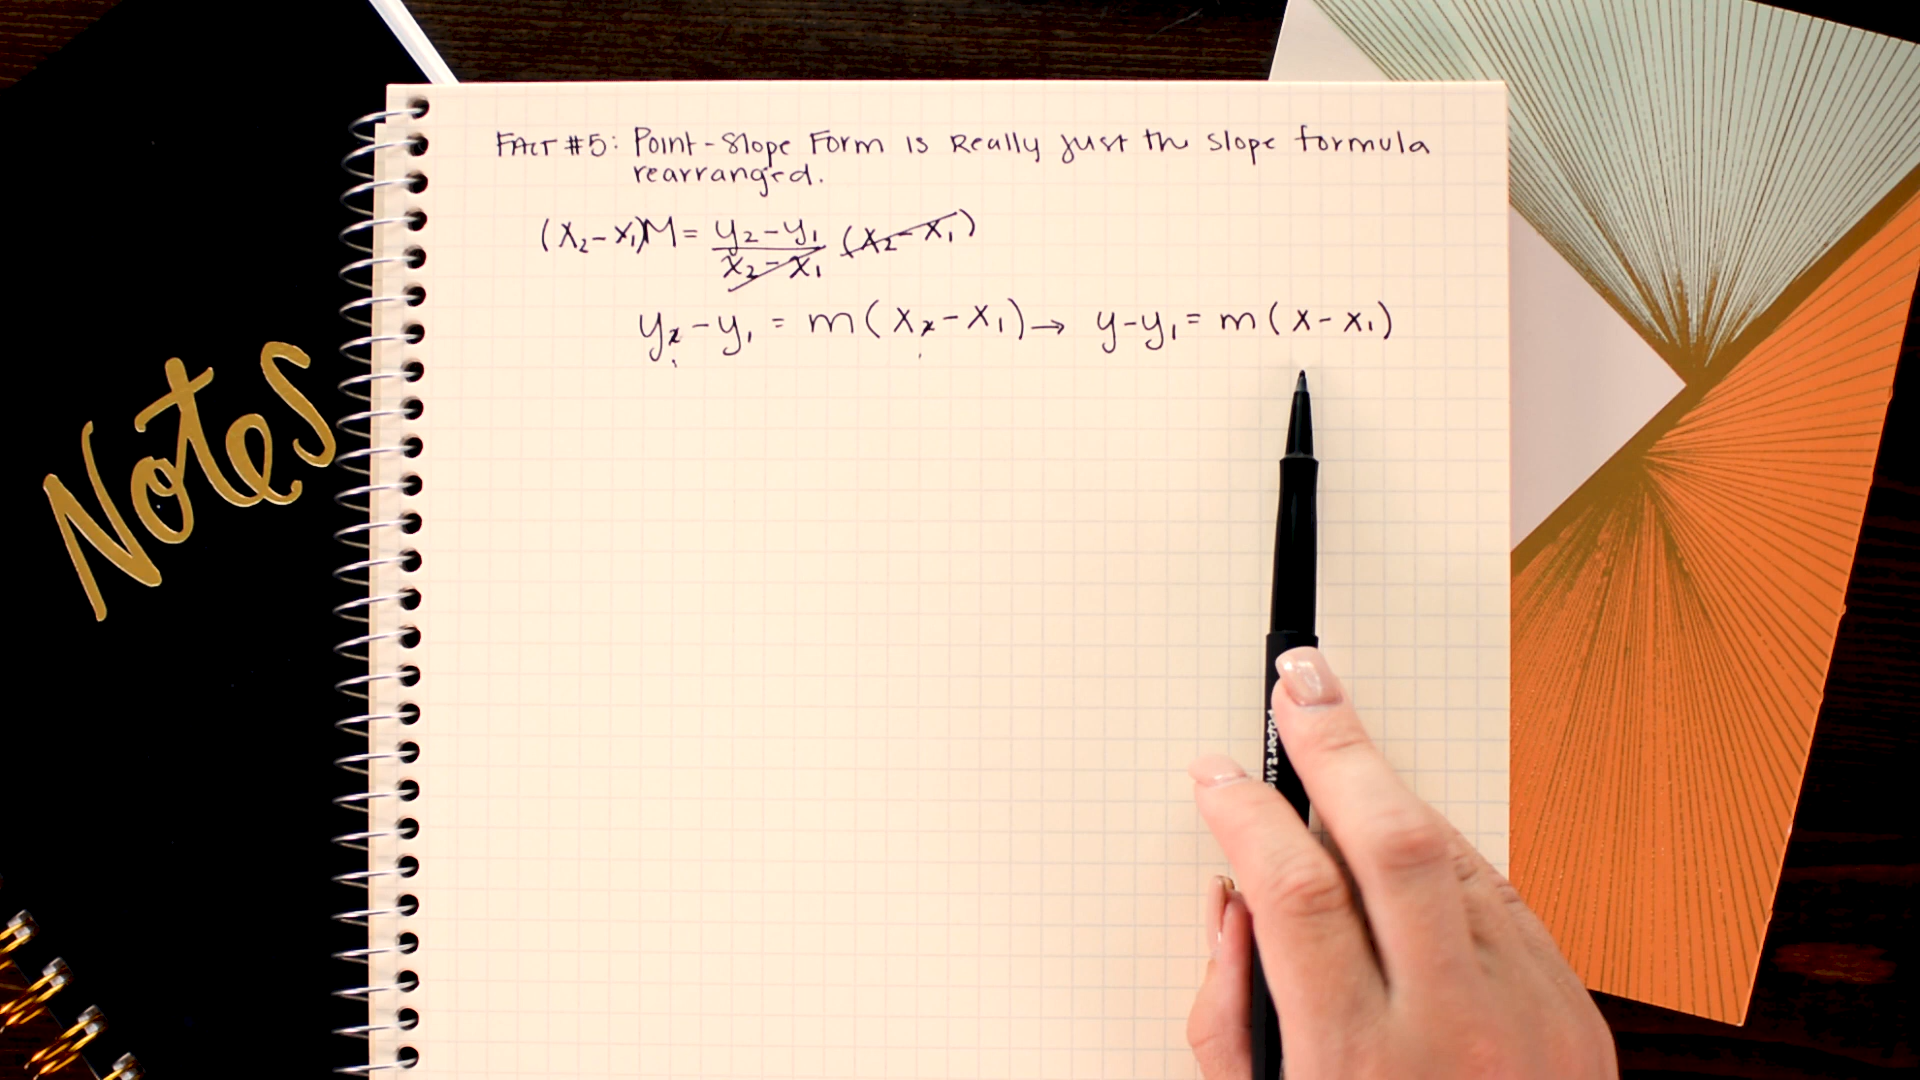 FACT #5: Point-Slope Form is Really just the slope formula
rearranged.
(x₂-x₁)M = y₂-y₁/x₂-x₁ (x₂-x₁)
y₂-y₁ = m(x₂-x₁) → y-y₁ = m(x-x₁)
Notes